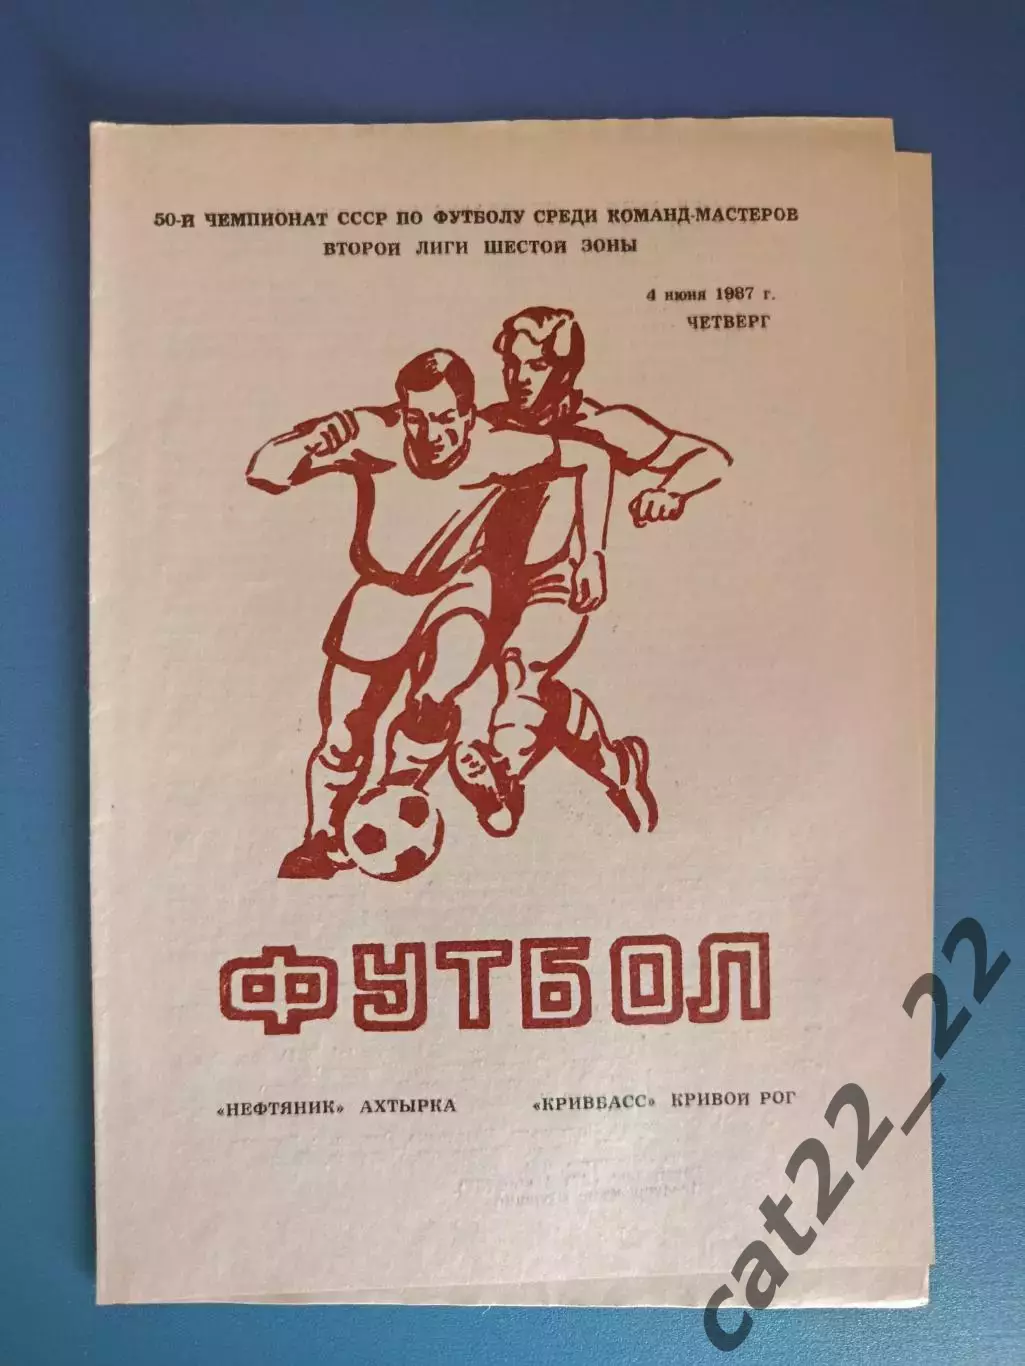 50-Й ЧЕМПИОНАТ СССР ПО ФУТБОЛУ СРЕДИ КОМАНД-МАСТЕРОВ
ВТОРОЙ ЛИГИ ШЕСТОЙ ЗОНЫ
4 июня 1987 г.
ЧЕТВЕРГ
ФУТБОЛ
«НЕФТЯНИК» АХТЫРКА «КРИВБАСС» КРИВОЙ РОГ
cat22_22